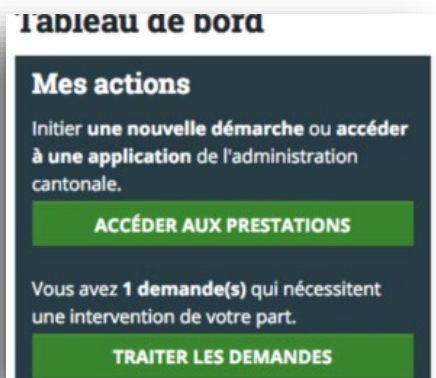 Tableau de bord
Mes actions
Initier une nouvelle démarche ou accéder
à une application de l'administration
cantonale.
ACCÉDER AUX PRESTATIONS
Vous avez 1 demande(s) qui nécessitent
une intervention de votre part.
TRAITER LES DEMANDES